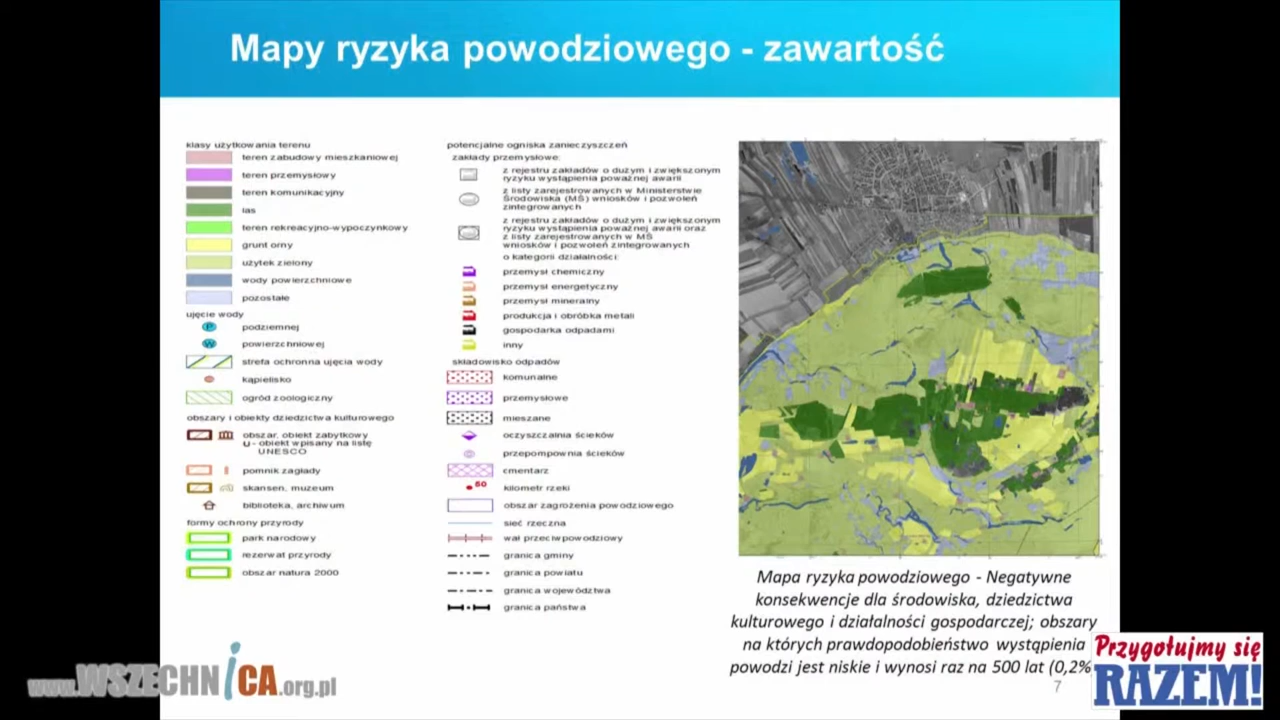 Mapy ryzyka powodziowego - zawartość
klasy użytkowania terenu
teren zabudowy mieszkaniowej
teren przemysłowy
teren komunikacyjny
las
teren rekreacyjno-wypoczynkowy
grunt orny
użytek zielony
wody powierzchniowe
pozostałe
ujęcie wody
P podziemnej
W powierzchniowej
strefa ochronna ujęcia wody
kąpielisko
ogród zoologiczny
obszary i obiekty dziedzictwa kulturowego
obszar, obiekt zabytkowy
U - obiekt wpisany na listę
UNESCO
pomnik zagłady
skansen, muzeum
biblioteka, archiwum
formy ochrony przyrody
park narodowy
rezerwat przyrody
obszar natura 2000
potencjalne ogniska zanieczyszczeń
zakłady przemysłowe:
z rejestru zakładów o dużym i zwiększonym
ryzyku wystąpienia poważnej awarii
z listy zarejestrowanych w Ministerstwie
Środowiska (MŚ) wniosków i pozwoleń
zintegrowanych
z rejestru zakładów o dużym i zwiększonym
ryzyku wystąpienia poważnej awarii oraz
z listy zarejestrowanych w MŚ
wniosków i pozwoleń zintegrowanych
o kategorii działalności:
przemysł chemiczny
przemysł energetyczny
przemysł mineralny
produkcja i obróbka metali
gospodarka odpadami
inny
składowisko odpadów
komunalne
przemysłowe
mieszane
oczyszczalnia ścieków
przepompownia ścieków
cmentarz
50 kilometr rzeki
obszar zagrożenia powodziowego
sieć rzeczna
wał przeciwpowodziowy
granica gminy
granica powiatu
granica województwa
granica państwa
Mapa ryzyka powodziowego - Negatywne
konsekwencje dla środowiska, dziedzictwa
kulturowego i działalności gospodarczej; obszary
na których prawdopodobieństwo wystąpienia
powodzi jest niskie i wynosi raz na 500 lat (0,2%
7
www.WSZECHNICA.org.pl
Przygotujmy się
RAZEM!